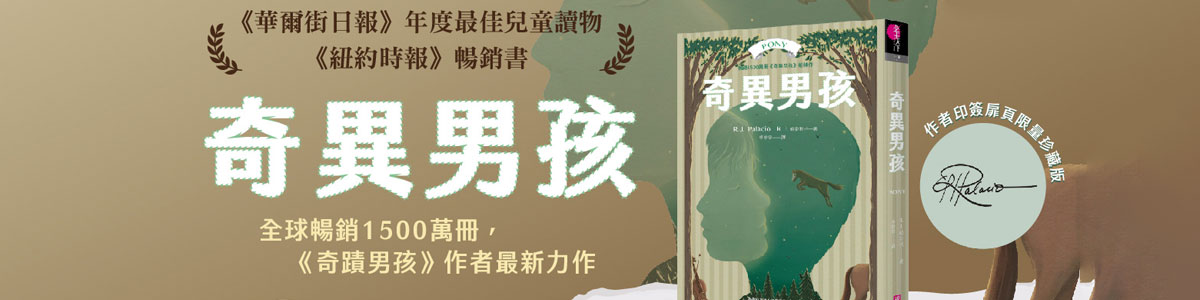 《華爾街日報》年度最佳兒童讀物
《紐約時報》暢銷書
奇異男孩
全球暢銷1500萬冊，
《奇蹟男孩》作者最新力作
PONY
奇異男孩
R.J. Palacio
奇異男孩
作者印簽扉頁限量珍藏版